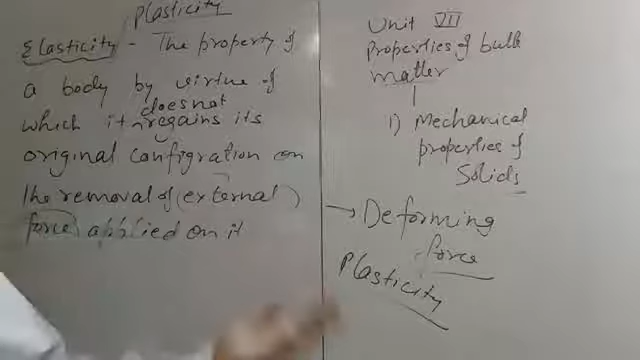 Plasticity
Elasticity - The property of
a body by virtue of
does not
which it regains its
original configration on
the removal of (external)
force applied on it
Unit VII
Properties of bulk
matter
1) Mechanical
properties of
Solids
→ Deforming
force
Plasticity